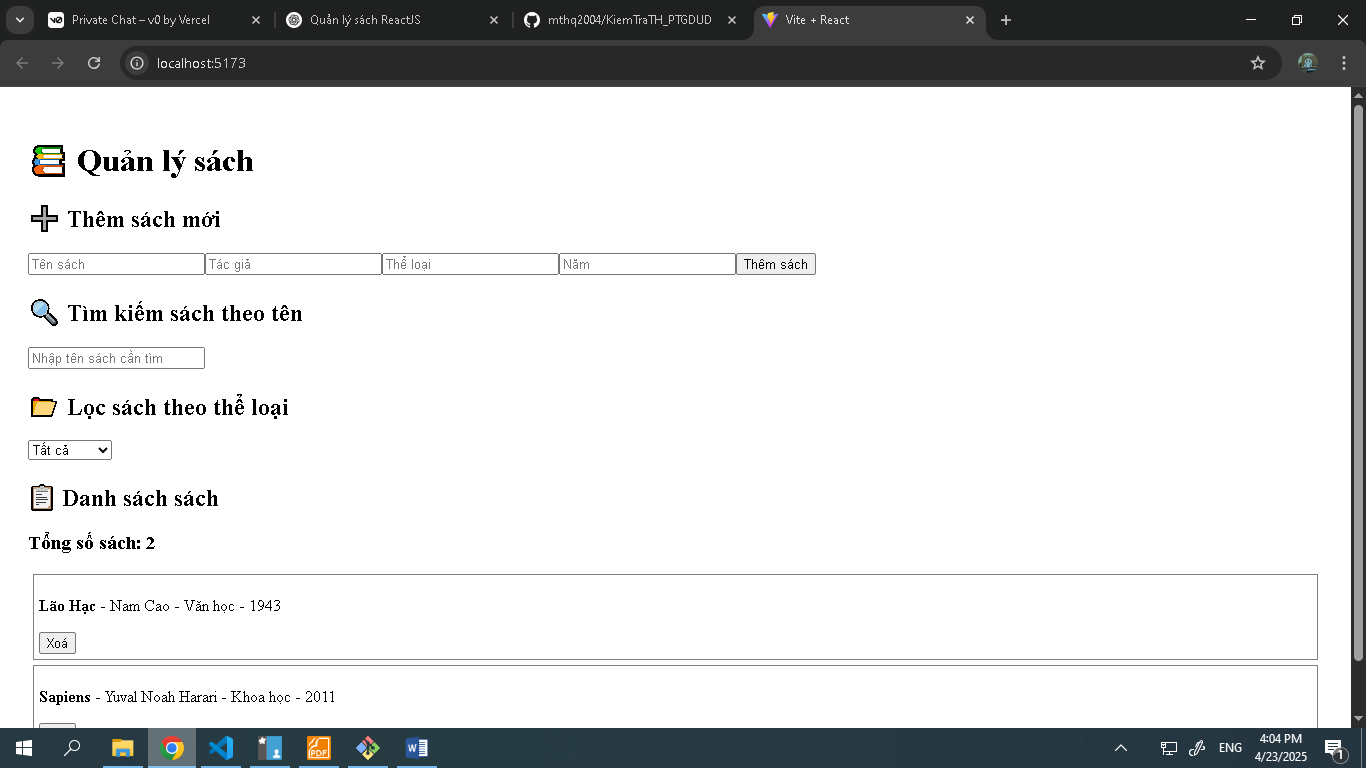 Private Chat – v0 by Vercel
Quản lý sách ReactJS
mthq2004/KiemTraTH_PTGDUD
Vite + React
localhost:5173
Quản lý sách
Thêm sách mới
Tên sách Tác giả Thể loại Năm Thêm sách
Tìm kiếm sách theo tên
Nhập tên sách cần tìm
Lọc sách theo thể loại
Tất cả
Danh sách sách
Tổng số sách: 2
Lão Hạc - Nam Cao - Văn học - 1943
Xoá
Sapiens - Yuval Noah Harari - Khoa học - 2011
ENG
4:04 PM
4/23/2025
1